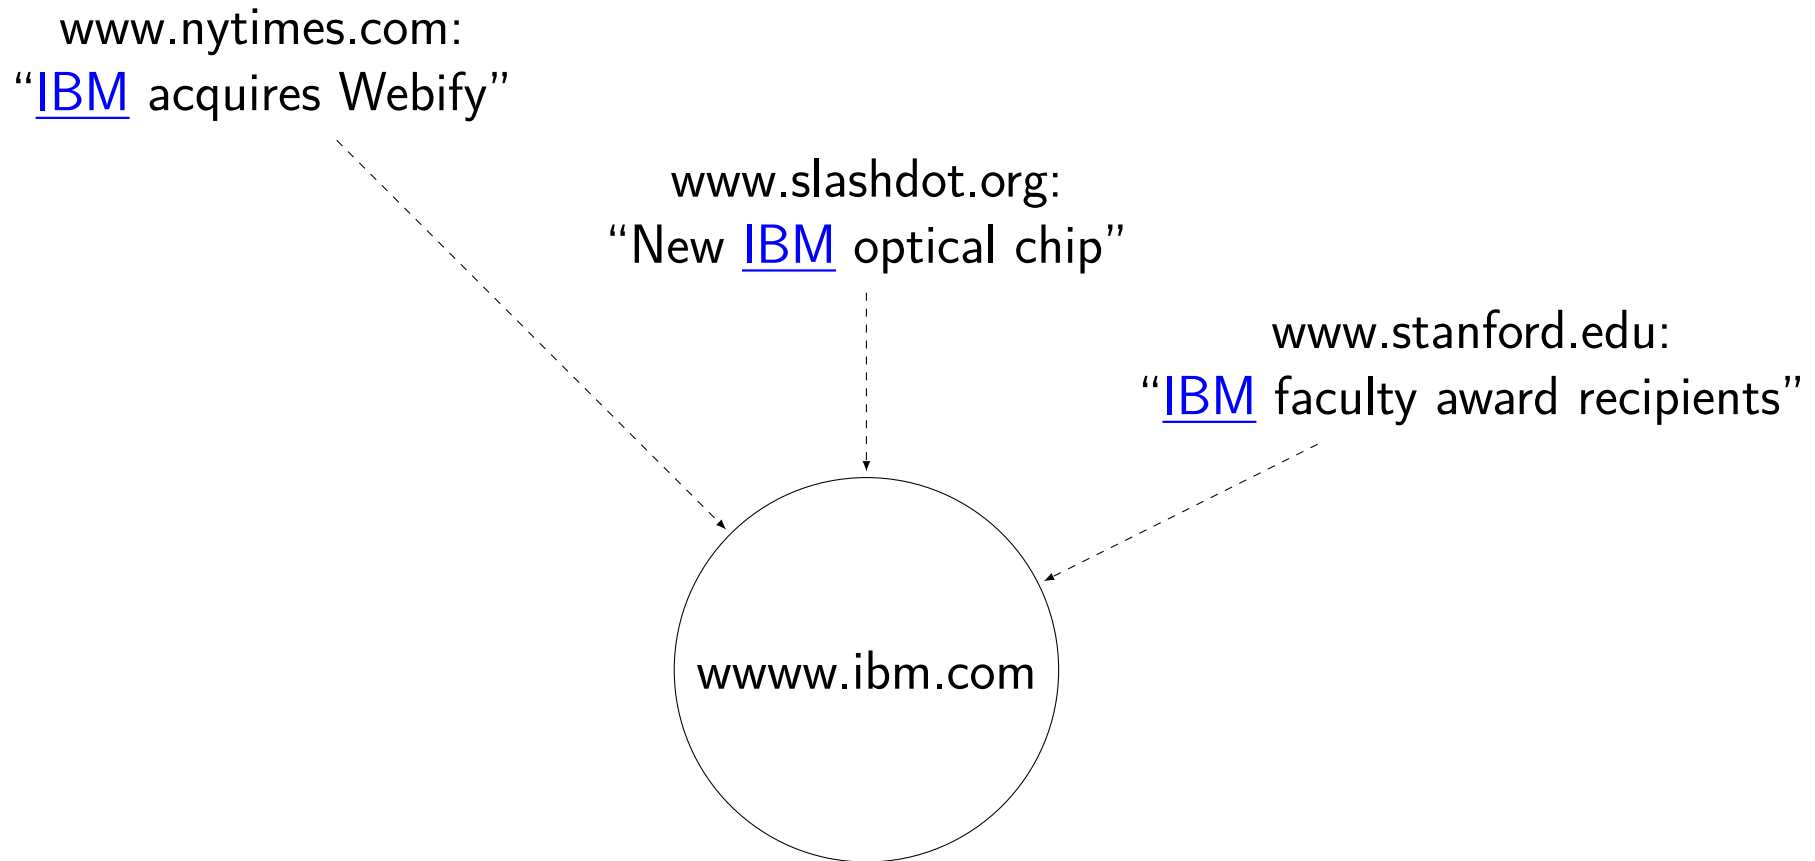 www.nytimes.com:
“IBM acquires Webify”
www.slashdot.org:
“New IBM optical chip”
www.stanford.edu:
“IBM faculty award recipients”
wwww.ibm.com